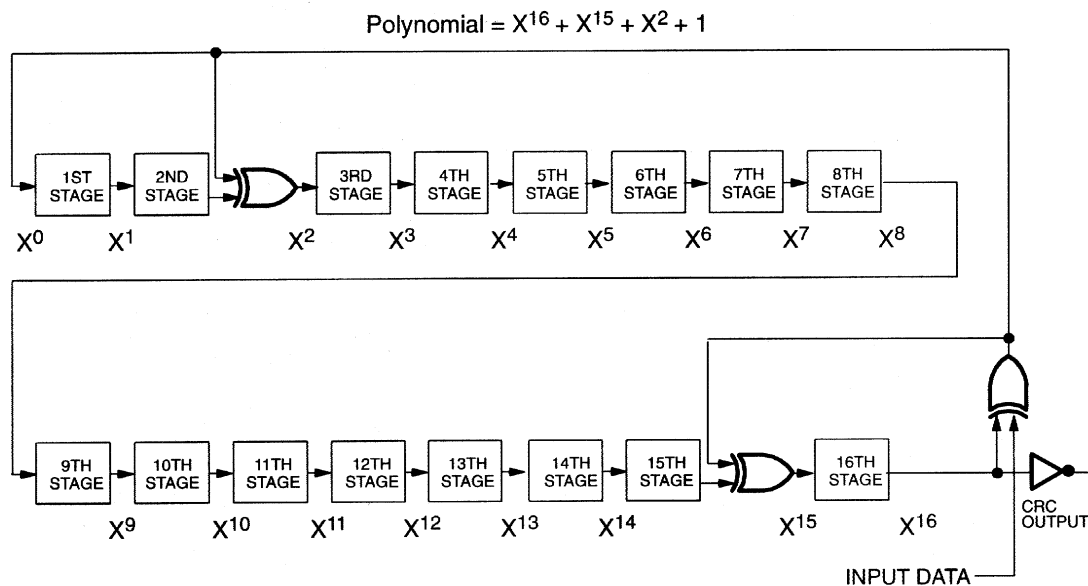 Polynomial = X16 + X15 + X2 + 1
1ST
STAGE
2ND
STAGE
3RD
STAGE
4TH
STAGE
5TH
STAGE
6TH
STAGE
7TH
STAGE
8TH
STAGE
X0
X1
X2
X3
X4
X5
X6
X7
X8
9TH
STAGE
10TH
STAGE
11TH
STAGE
12TH
STAGE
13TH
STAGE
14TH
STAGE
15TH
STAGE
16TH
STAGE
X9
X10
X11
X12
X13
X14
X15
X16
CRC
OUTPUT
INPUT DATA